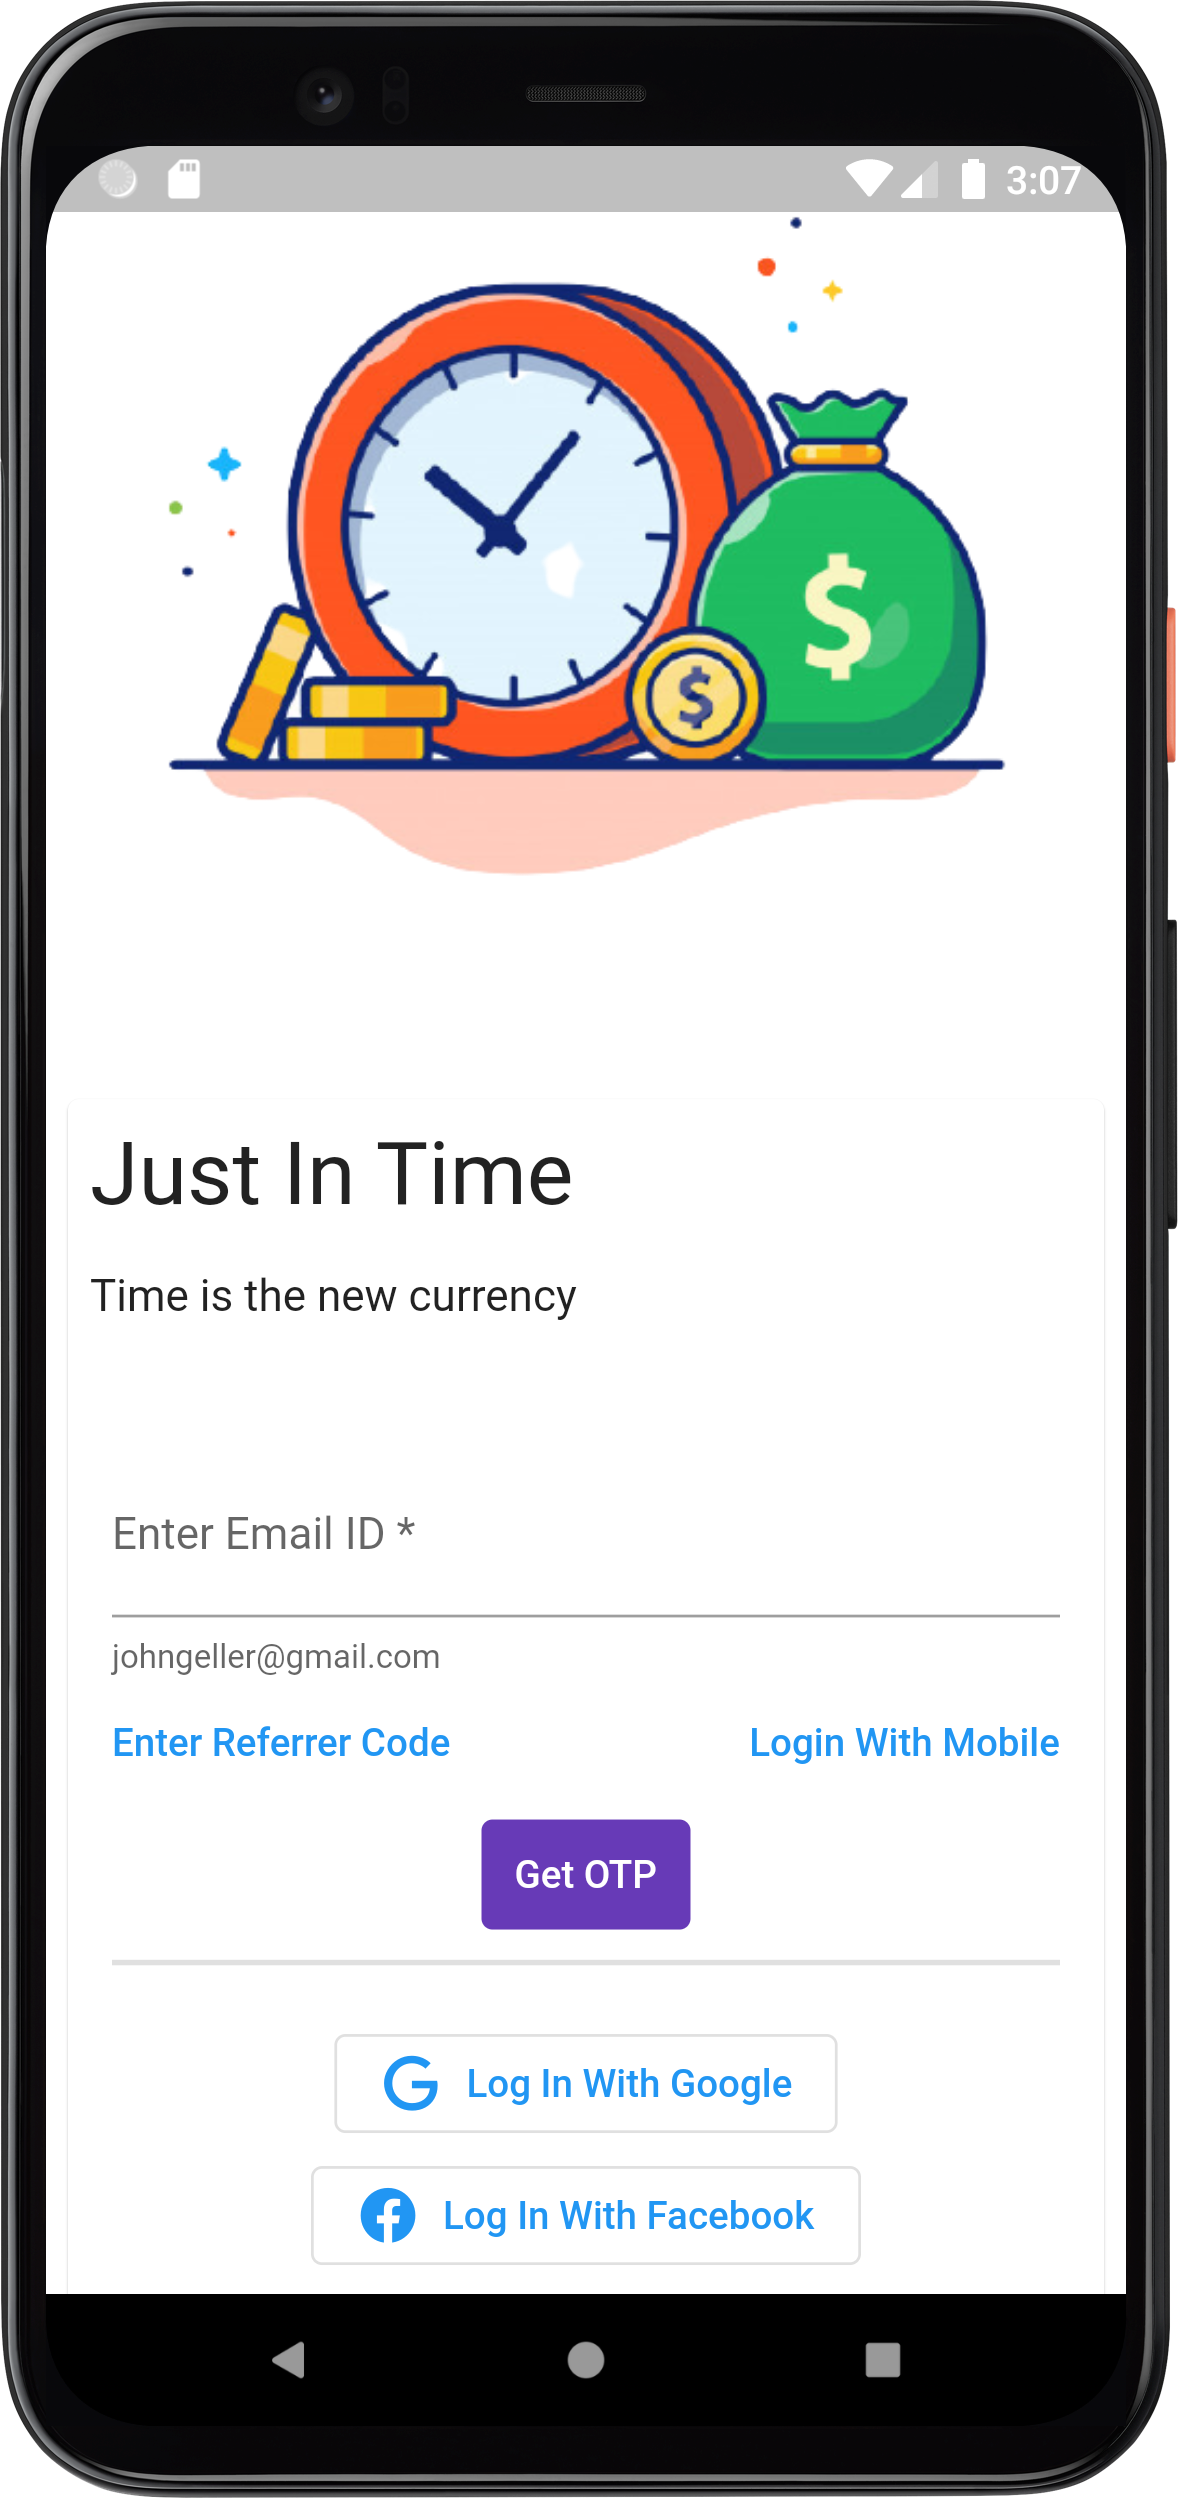 3:07
$
$
Just In Time
Time is the new currency
Enter Email ID *
johngeller@gmail.com
Enter Referrer Code
Login With Mobile
Get OTP
Log In With Google
Log In With Facebook